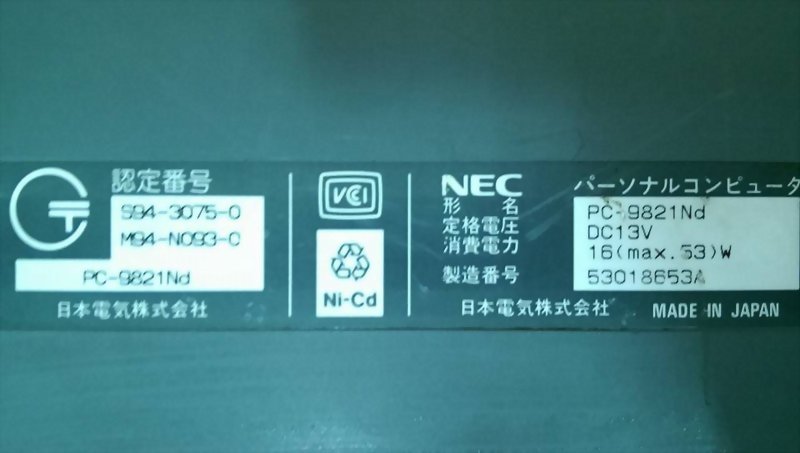 認定番号
S94-3075-0
M94-N093-0
PC-9821Nd
日本電気株式会社
VCCI
Ni-Cd
NEC パーソナルコンピュータ
形名 PC-9821Nd
定格電圧 DC13V
消費電力 16(max.53)W
製造番号 53018653A
日本電気株式会社 MADE IN JAPAN